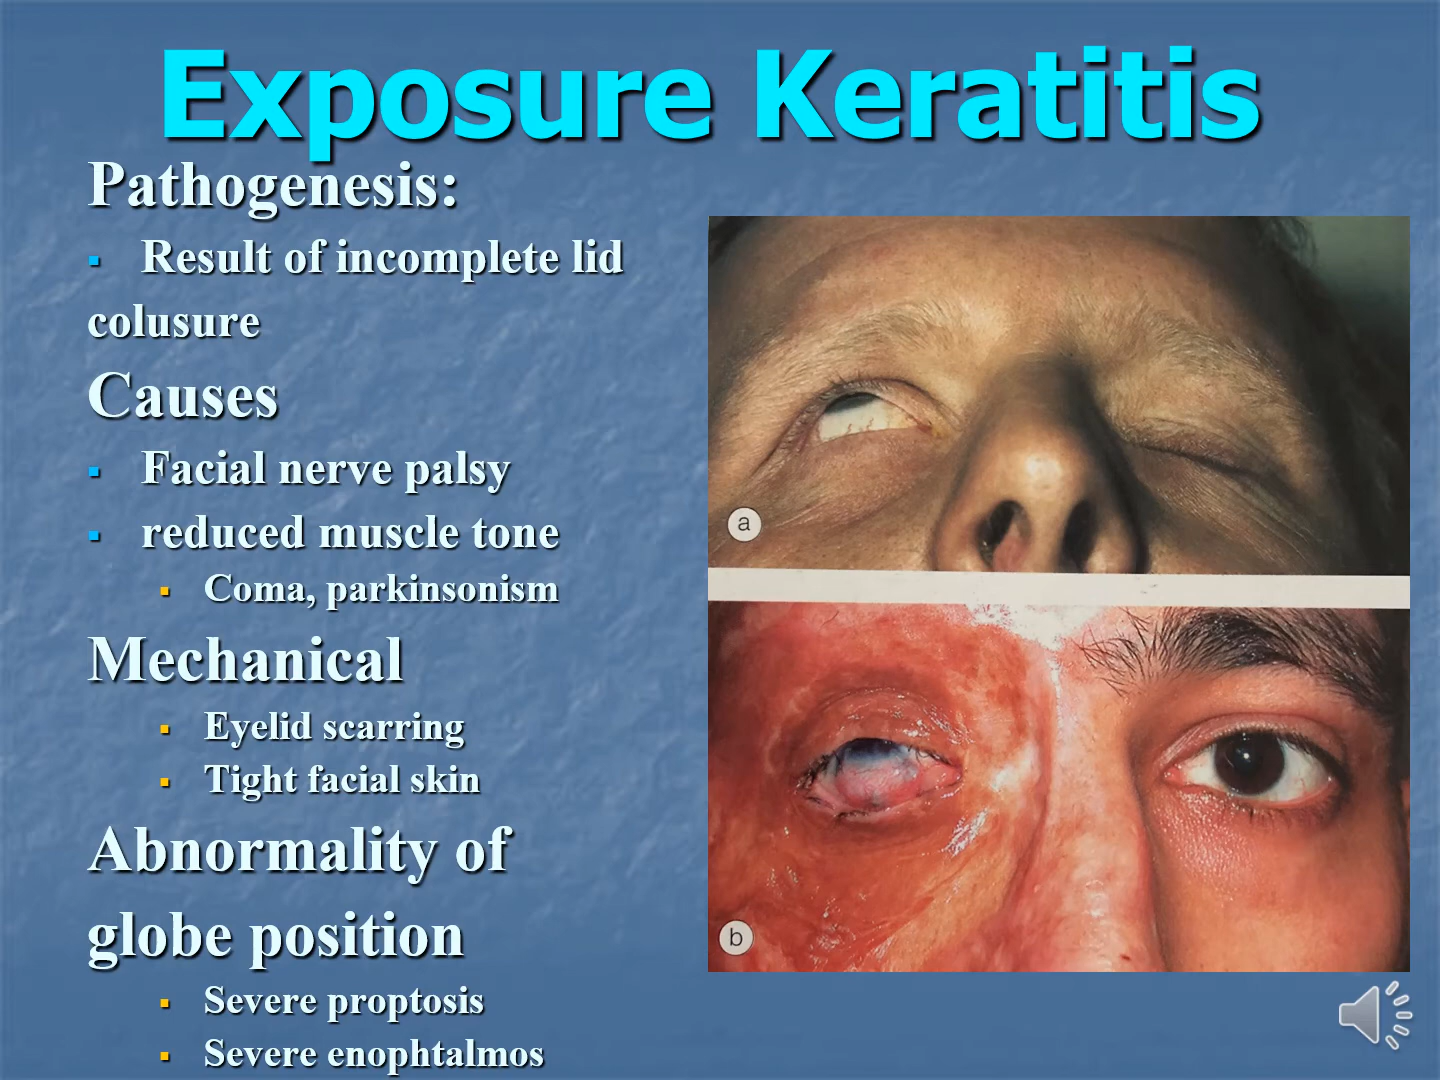 Exposure Keratitis
Pathogenesis:
▪ Result of incomplete lid
colusure
Causes
▪ Facial nerve palsy
▪ reduced muscle tone
▪ Coma, parkinsonism
Mechanical
▪ Eyelid scarring
▪ Tight facial skin
Abnormality of
globe position
▪ Severe proptosis
▪ Severe enophtalmos
a
b